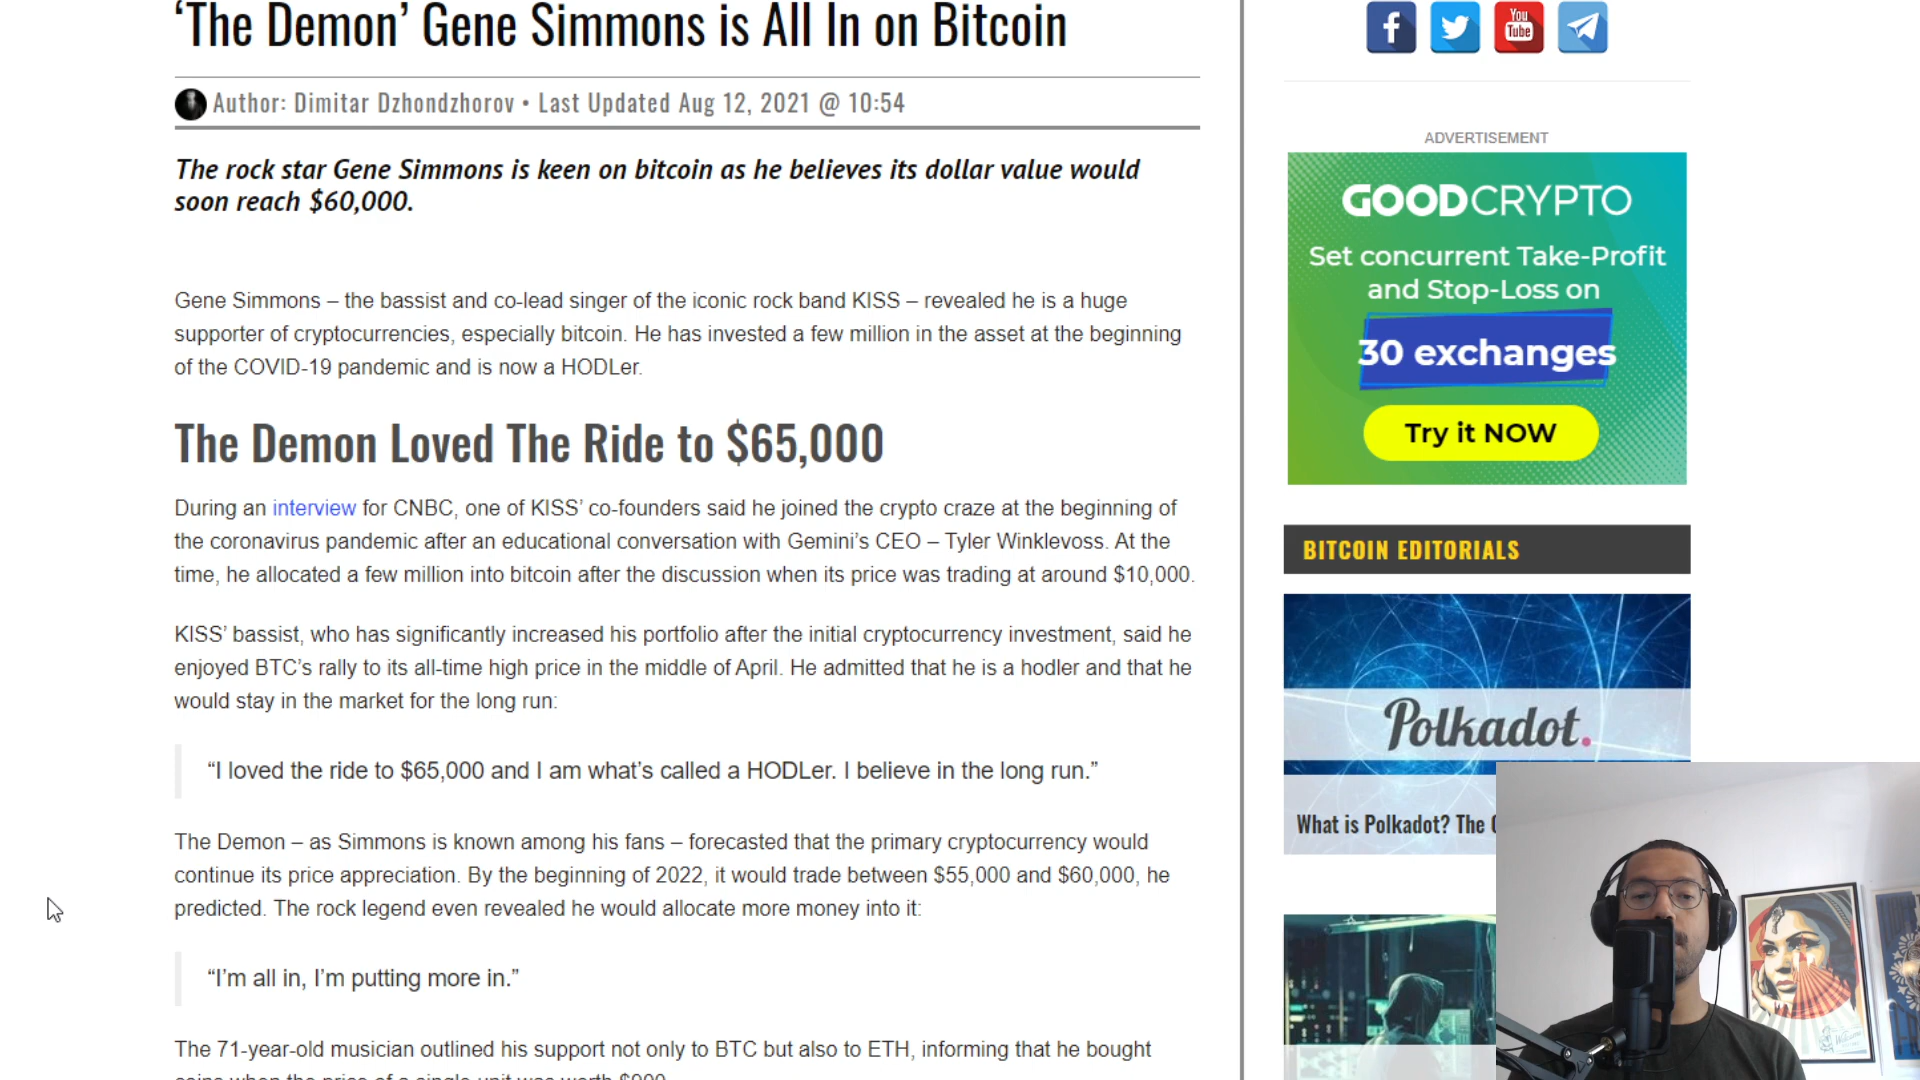 ‘The Demon’ Gene Simmons is All In on Bitcoin
Author: Dimitar Dzhondzhorov • Last Updated Aug 12, 2021 @ 10:54
The rock star Gene Simmons is keen on bitcoin as he believes its dollar value would
soon reach $60,000.
Gene Simmons – the bassist and co-lead singer of the iconic rock band KISS – revealed he is a huge
supporter of cryptocurrencies, especially bitcoin. He has invested a few million in the asset at the beginning
of the COVID-19 pandemic and is now a HODLer.
The Demon Loved The Ride to $65,000
During an interview for CNBC, one of KISS’ co-founders said he joined the crypto craze at the beginning of
the coronavirus pandemic after an educational conversation with Gemini’s CEO – Tyler Winklevoss. At the
time, he allocated a few million into bitcoin after the discussion when its price was trading at around $10,000.
KISS’ bassist, who has significantly increased his portfolio after the initial cryptocurrency investment, said he
enjoyed BTC’s rally to its all-time high price in the middle of April. He admitted that he is a hodler and that he
would stay in the market for the long run:
“I loved the ride to $65,000 and I am what’s called a HODLer. I believe in the long run.”
The Demon – as Simmons is known among his fans – forecasted that the primary cryptocurrency would
continue its price appreciation. By the beginning of 2022, it would trade between $55,000 and $60,000, he
predicted. The rock legend even revealed he would allocate more money into it:
“I’m all in, I’m putting more in.”
The 71-year-old musician outlined his support not only to BTC but also to ETH, informing that he bought
coins when the price of a single unit was worth $900
You
Tube
ADVERTISEMENT
GOODCRYPTO
Set concurrent Take-Profit
and Stop-Loss on
30 exchanges
Try it NOW
BITCOIN EDITORIALS
Polkadot.
What is Polkadot? The